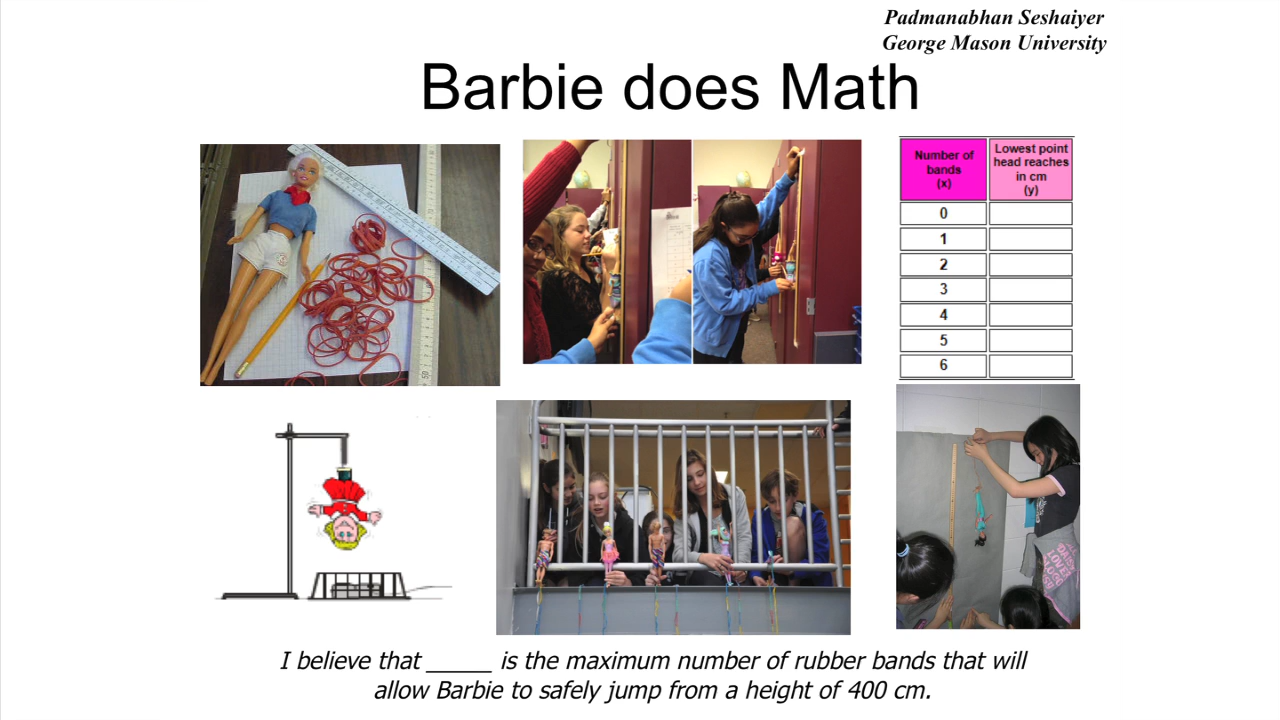 Padmanabhan Seshaiyer
George Mason University
Barbie does Math
Number of
bands
(x)
Lowest point
head reaches
in cm
(y)
0
1
2
3
4
5
6
I believe that _____ is the maximum number of rubber bands that will
allow Barbie to safely jump from a height of 400 cm.